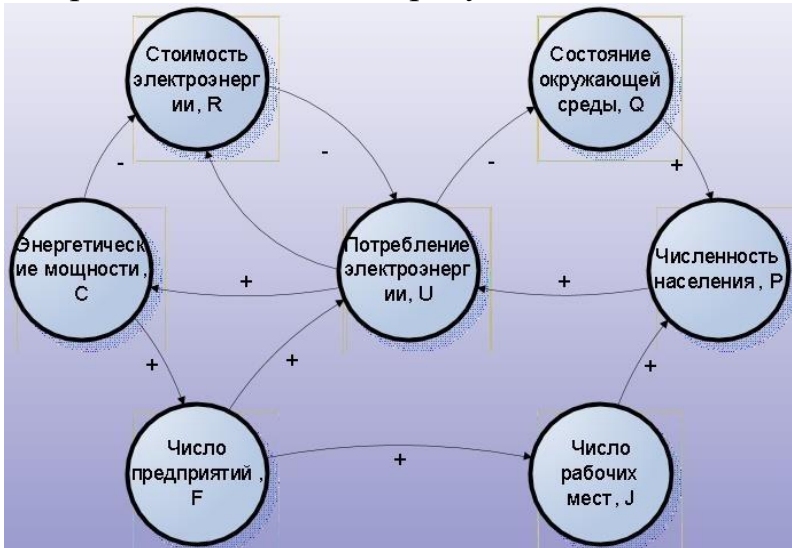 Стоимость
электроэнерг
ии, R
Состояние
окружающей
среды, Q
-
-
-
+
Энергетическ
ие мощности,
C
Потребление
электроэнерг
ии, U
Численность
населения, P
+
+
+
+
+
+
Число
предприятий,
F
Число
рабочих
мест, J